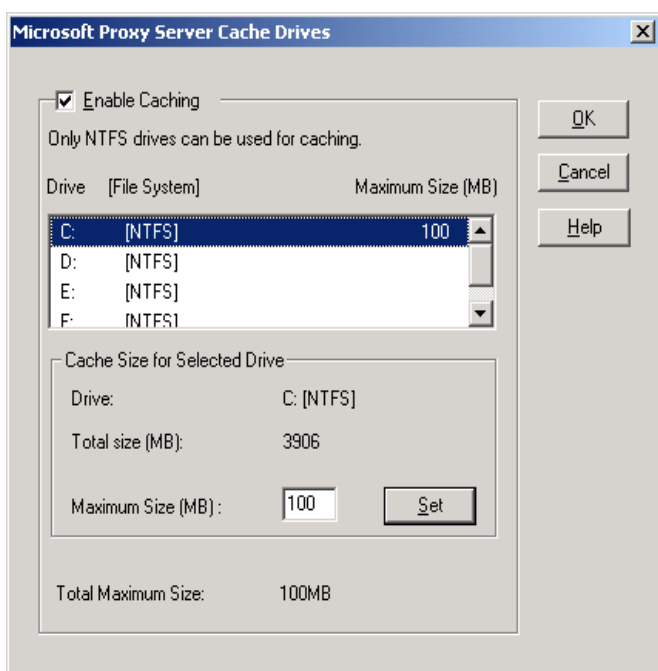 Microsoft Proxy Server Cache Drives
Enable Caching
OK
Only NTFS drives can be used for caching.
Cancel
Drive [File System] Maximum Size (MB)
Help
C: [NTFS] 100
D: [NTFS]
E: [NTFS]
F: [NTFS]
Cache Size for Selected Drive
Drive: C: [NTFS]
Total size (MB): 3906
Maximum Size (MB) : 100 Set
Total Maximum Size: 100MB